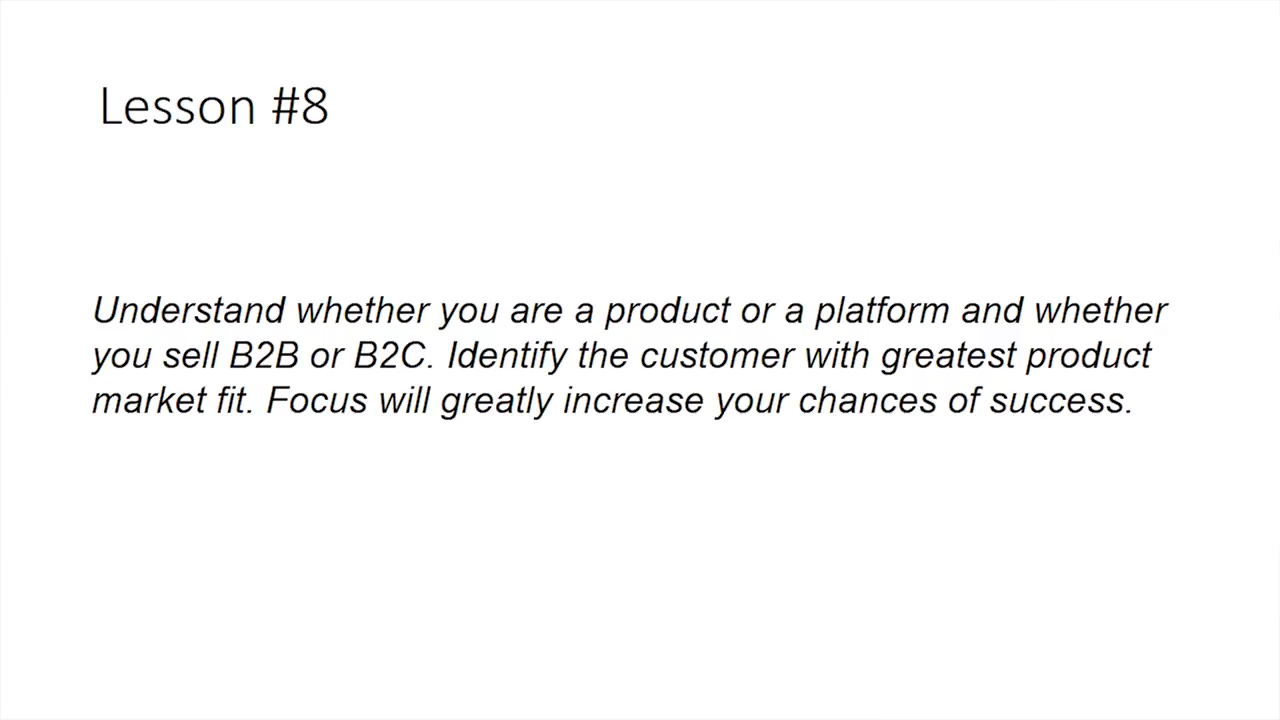 Lesson #8
Understand whether you are a product or a platform and whether
you sell B2B or B2C. Identify the customer with greatest product
market fit. Focus will greatly increase your chances of success.